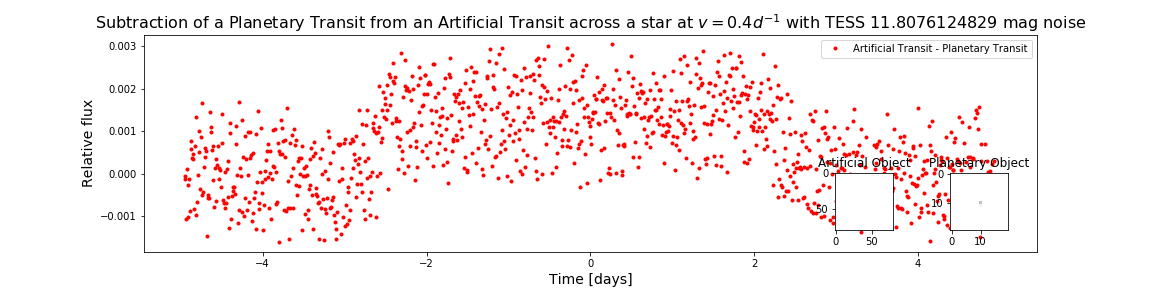 Subtraction of a Planetary Transit from an Artificial Transit across a star at v = 0.4d⁻¹ with TESS 11.8076124829 mag noise
Artificial Transit - Planetary Transit
Relative flux
0.003
0.002
0.001
0.000
−0.001
Artificial Object
0
50
0 50
Planetary Object
0
10
0 10
−4 −2 0 2 4
Time [days]